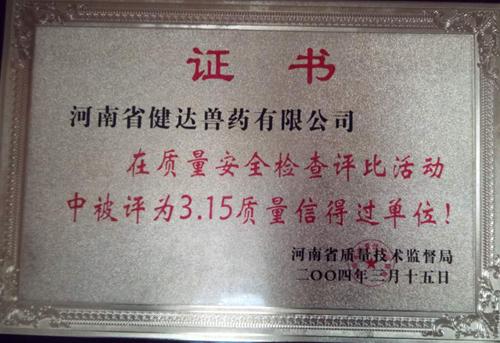 证书
河南省健达兽药有限公司
在质量安全检查评比活动
中被评为3.15质量信得过单位！
河南省质量技术监督局
二〇〇四年三月十五日